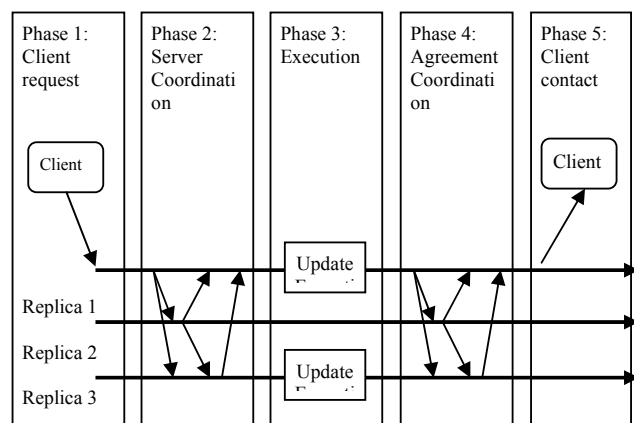 Phase 1:
Client
request
Phase 2:
Server
Coordinati
on
Phase 3:
Execution
Phase 4:
Agreement
Coordinati
on
Phase 5:
Client
contact
Client
Client
Update
Replica 1
Replica 2
Update
Replica 3